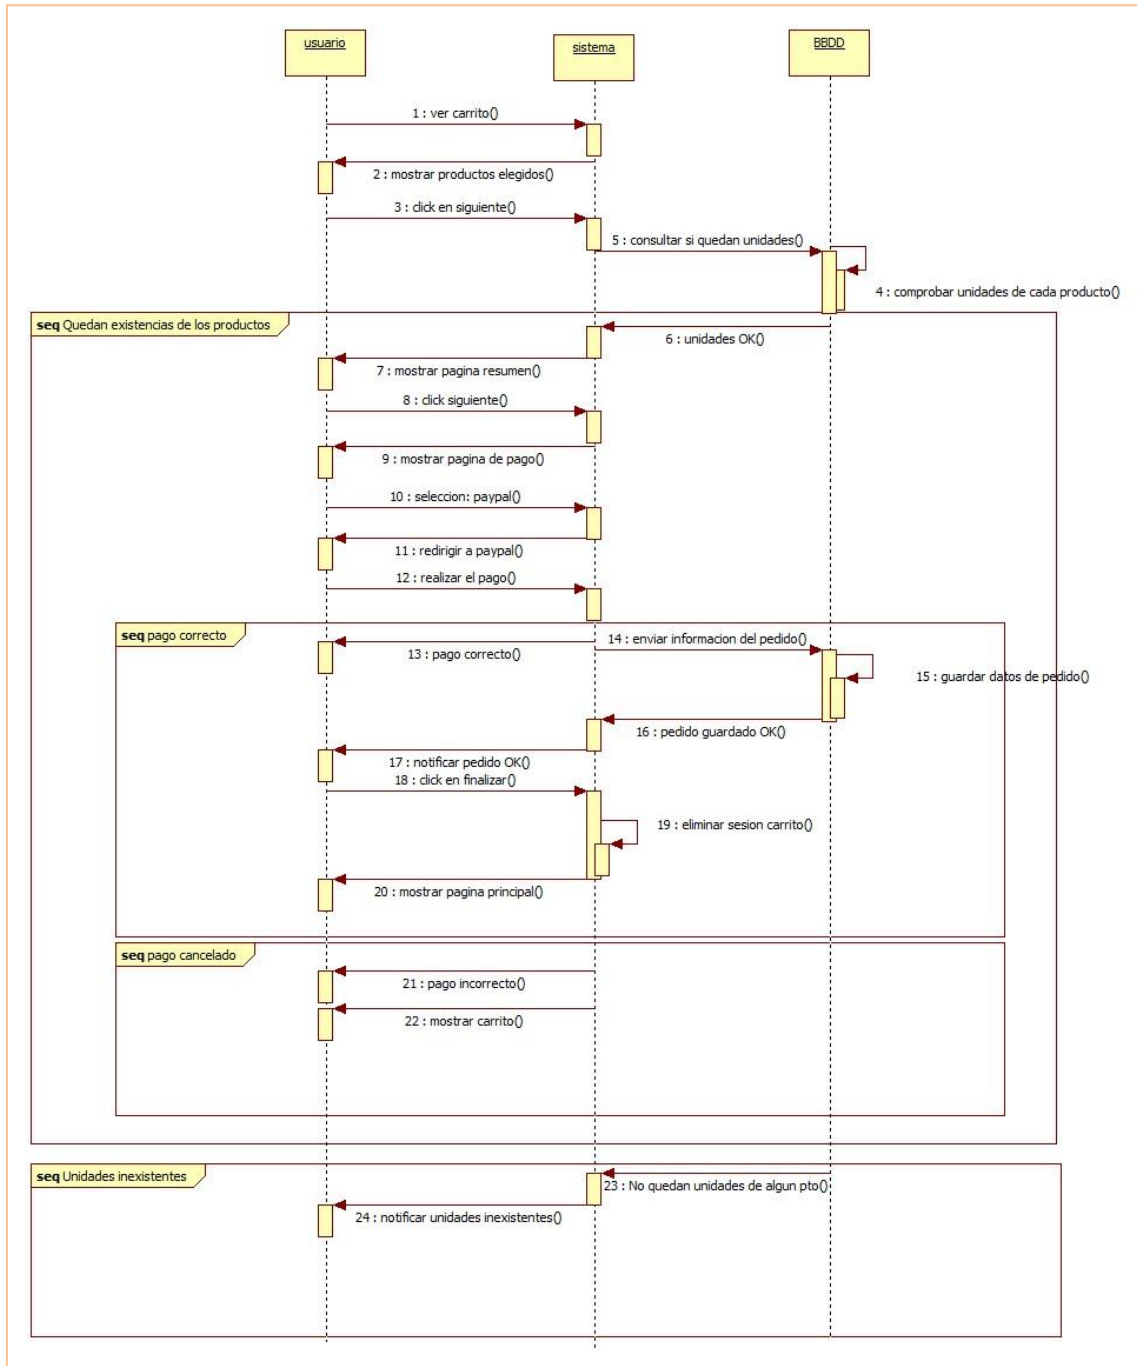 usuario
sistema
BBDD
1 : ver carrito()
2 : mostrar productos elegidos()
3 : click en siguiente()
5 : consultar si quedan unidades()
4 : comprobar unidades de cada producto()
seq Quedan existencias de los productos
6 : unidades OK()
7 : mostrar pagina resumen()
8 : click siguiente()
9 : mostrar pagina de pago()
10 : seleccion: paypal()
11 : redirigir a paypal()
12 : realizar el pago()
seq pago correcto
14 : enviar informacion del pedido()
13 : pago correcto()
15 : guardar datos de pedido()
16 : pedido guardado OK()
17 : notificar pedido OK()
18 : click en finalizar()
19 : eliminar sesion carrito()
20 : mostrar pagina principal()
seq pago cancelado
21 : pago incorrecto()
22 : mostrar carrito()
seq Unidades inexistentes
23 : No quedan unidades de algun pto()
24 : notificar unidades inexistentes()